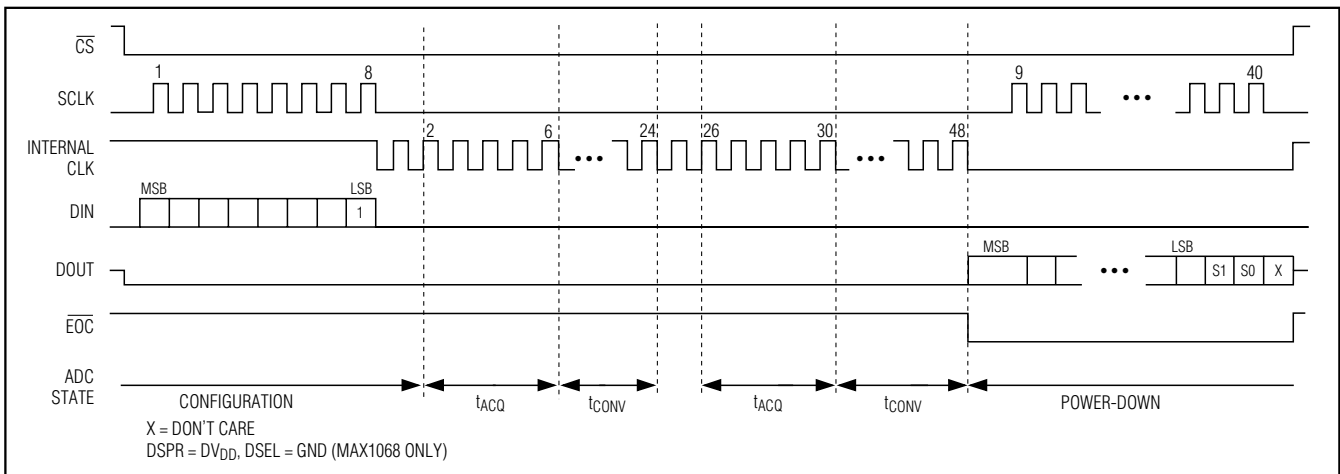 CS
1 8 9 40
SCLK
2 6 24 26 30 48
INTERNAL
CLK
MSB LSB
DIN 1
MSB LSB
DOUT S1 S0 X
EOC
ADC
STATE
CONFIGURATION tACQ tCONV tACQ tCONV POWER-DOWN
X = DON'T CARE
DSPR = DVDD, DSEL = GND (MAX1068 ONLY)